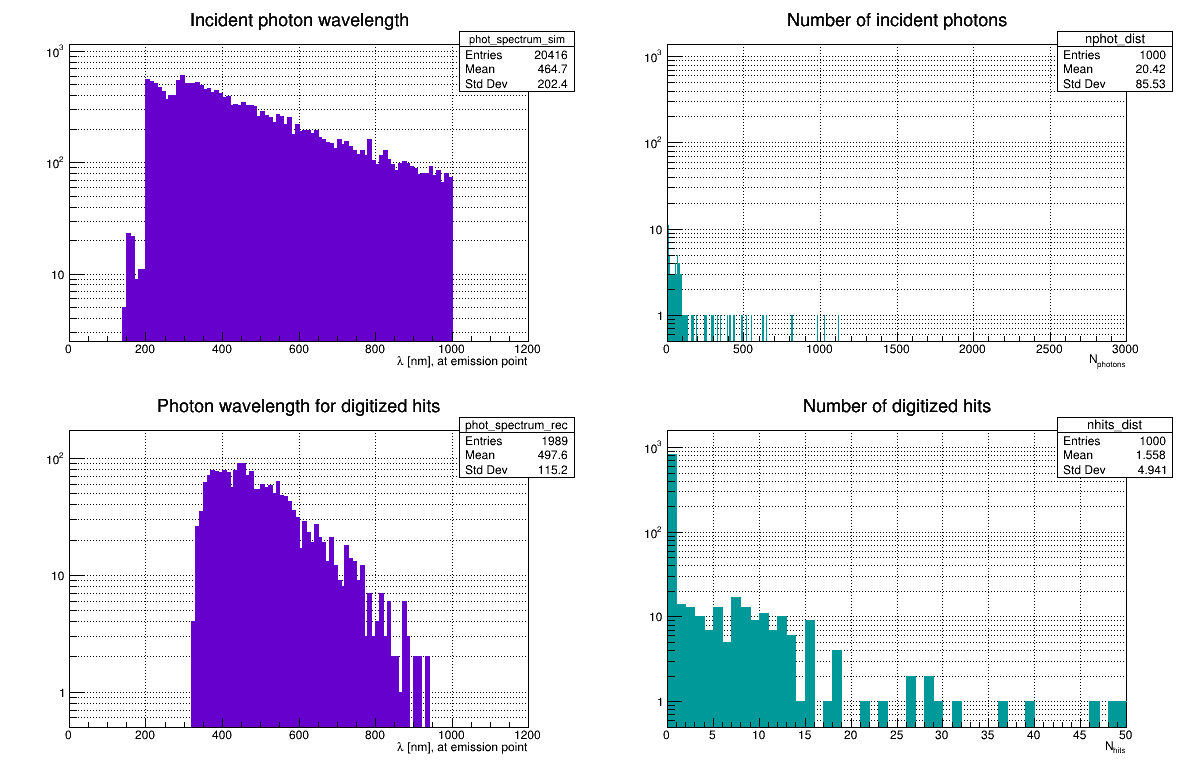 Incident photon wavelength
phot_spectrum_sim
Entries 20416
Mean 464.7
Std Dev 202.4
10³
10²
10
0 200 400 600 800 1000 1200
λ [nm], at emission point
Number of incident photons
nphot_dist
Entries 1000
Mean 20.42
Std Dev 85.53
10³
10²
10
1
0 500 1000 1500 2000 2500 3000
N_photons
Photon wavelength for digitized hits
phot_spectrum_rec
Entries 1989
Mean 497.6
Std Dev 115.2
10²
10
1
0 200 400 600 800 1000 1200
λ [nm], at emission point
Number of digitized hits
nhits_dist
Entries 1000
Mean 1.558
Std Dev 4.941
10³
10²
10
1
0 5 10 15 20 25 30 35 40 45 50
N_hits